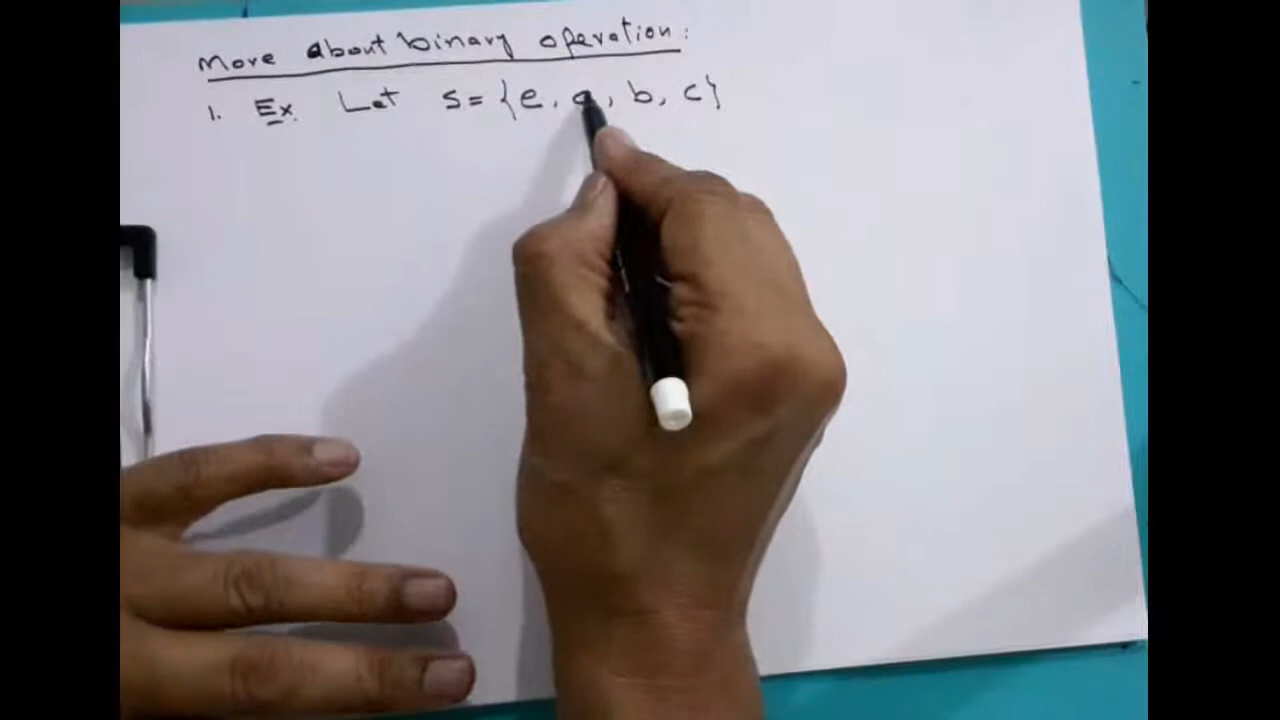 More about binary operation:
1. Ex. Let S = {e, a, b, c}